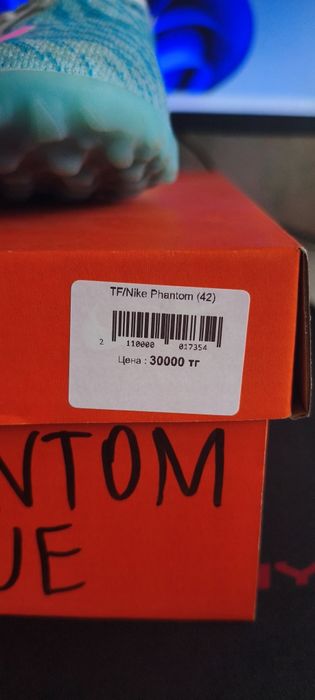 TF/Nike Phantom (42)
2 110000 017354
Цена : 30000 тг
NTOM
UE